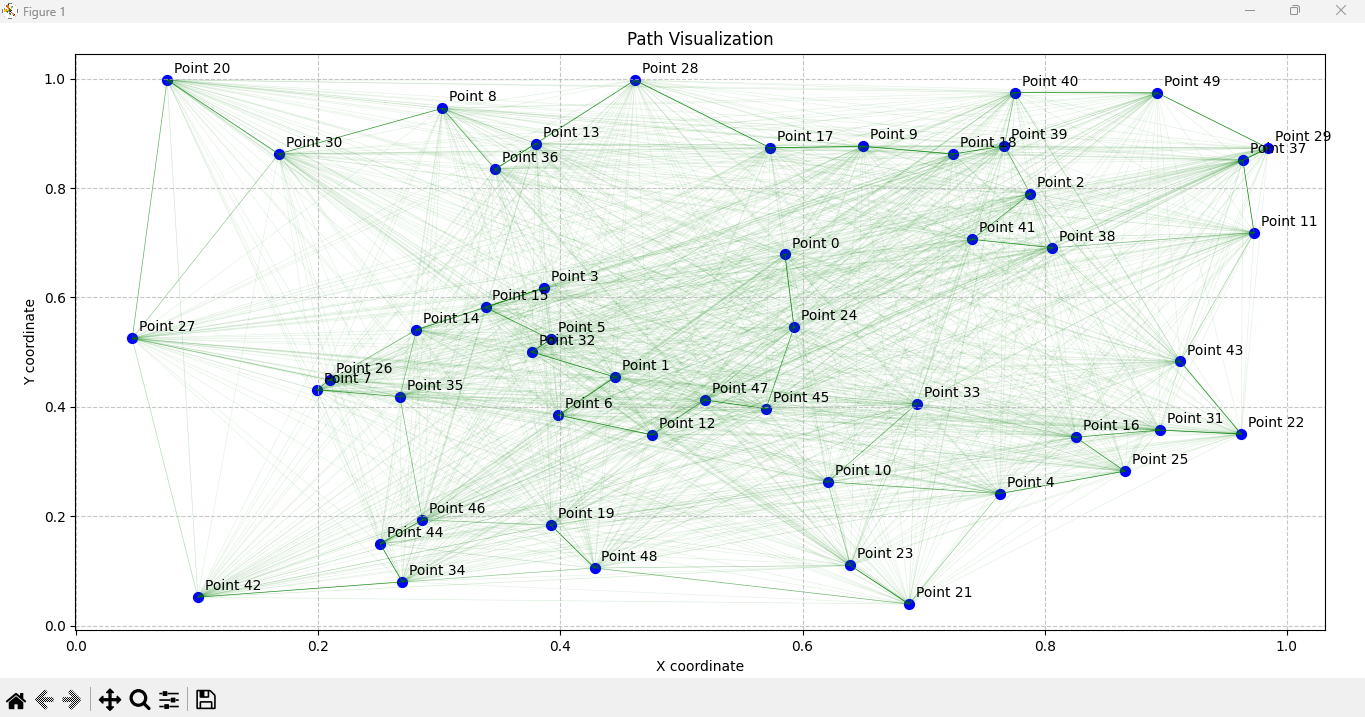 Figure 1
Path Visualization
Point 20
Point 28
Point 40
Point 49
Point 8
Point 13
Point 17
Point 9
Point 39
Point 29
Point 30
Point 36
Point 18
Point 37
Point 2
Point 11
Point 41
Point 38
Point 0
Point 3
Point 15
Point 14
Point 24
Point 27
Point 5
Point 32
Point 43
Point 26
Point 7
Point 1
Point 35
Point 47
Point 45
Point 33
Point 6
Point 12
Point 16
Point 31
Point 22
Point 10
Point 25
Point 4
Point 46
Point 19
Point 44
Point 48
Point 23
Point 34
Point 42
Point 21
1.0
0.8
0.6
0.4
0.2
0.0
Y coordinate
0.0 0.2 0.4 0.6 0.8 1.0
X coordinate